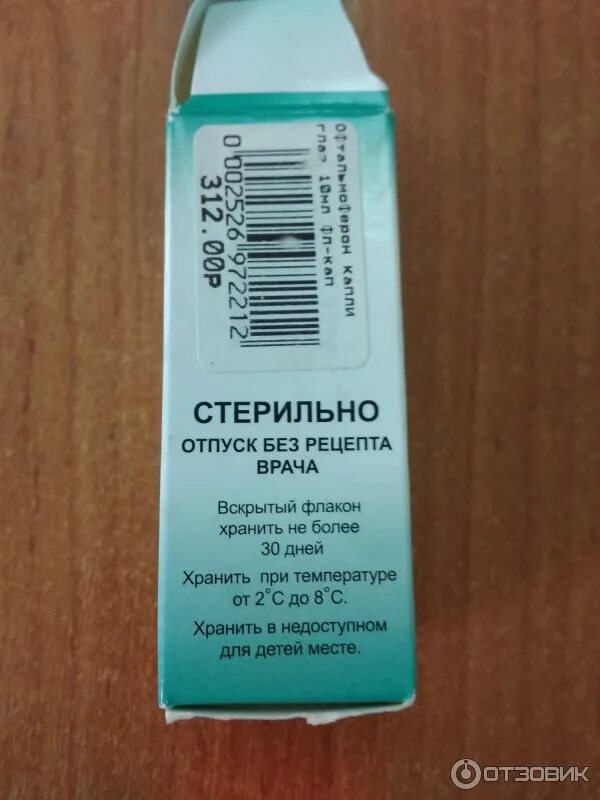 Офтальмоферон капли
глаз 10мл фл-кап
0 002526 972212
312.00р
СТЕРИЛЬНО
ОТПУСК БЕЗ РЕЦЕПТА
ВРАЧА
Вскрытый флакон
хранить не более
30 дней
Хранить при температуре
от 2°С до 8°С.
Хранить в недоступном
для детей месте.
ОТЗОВИК